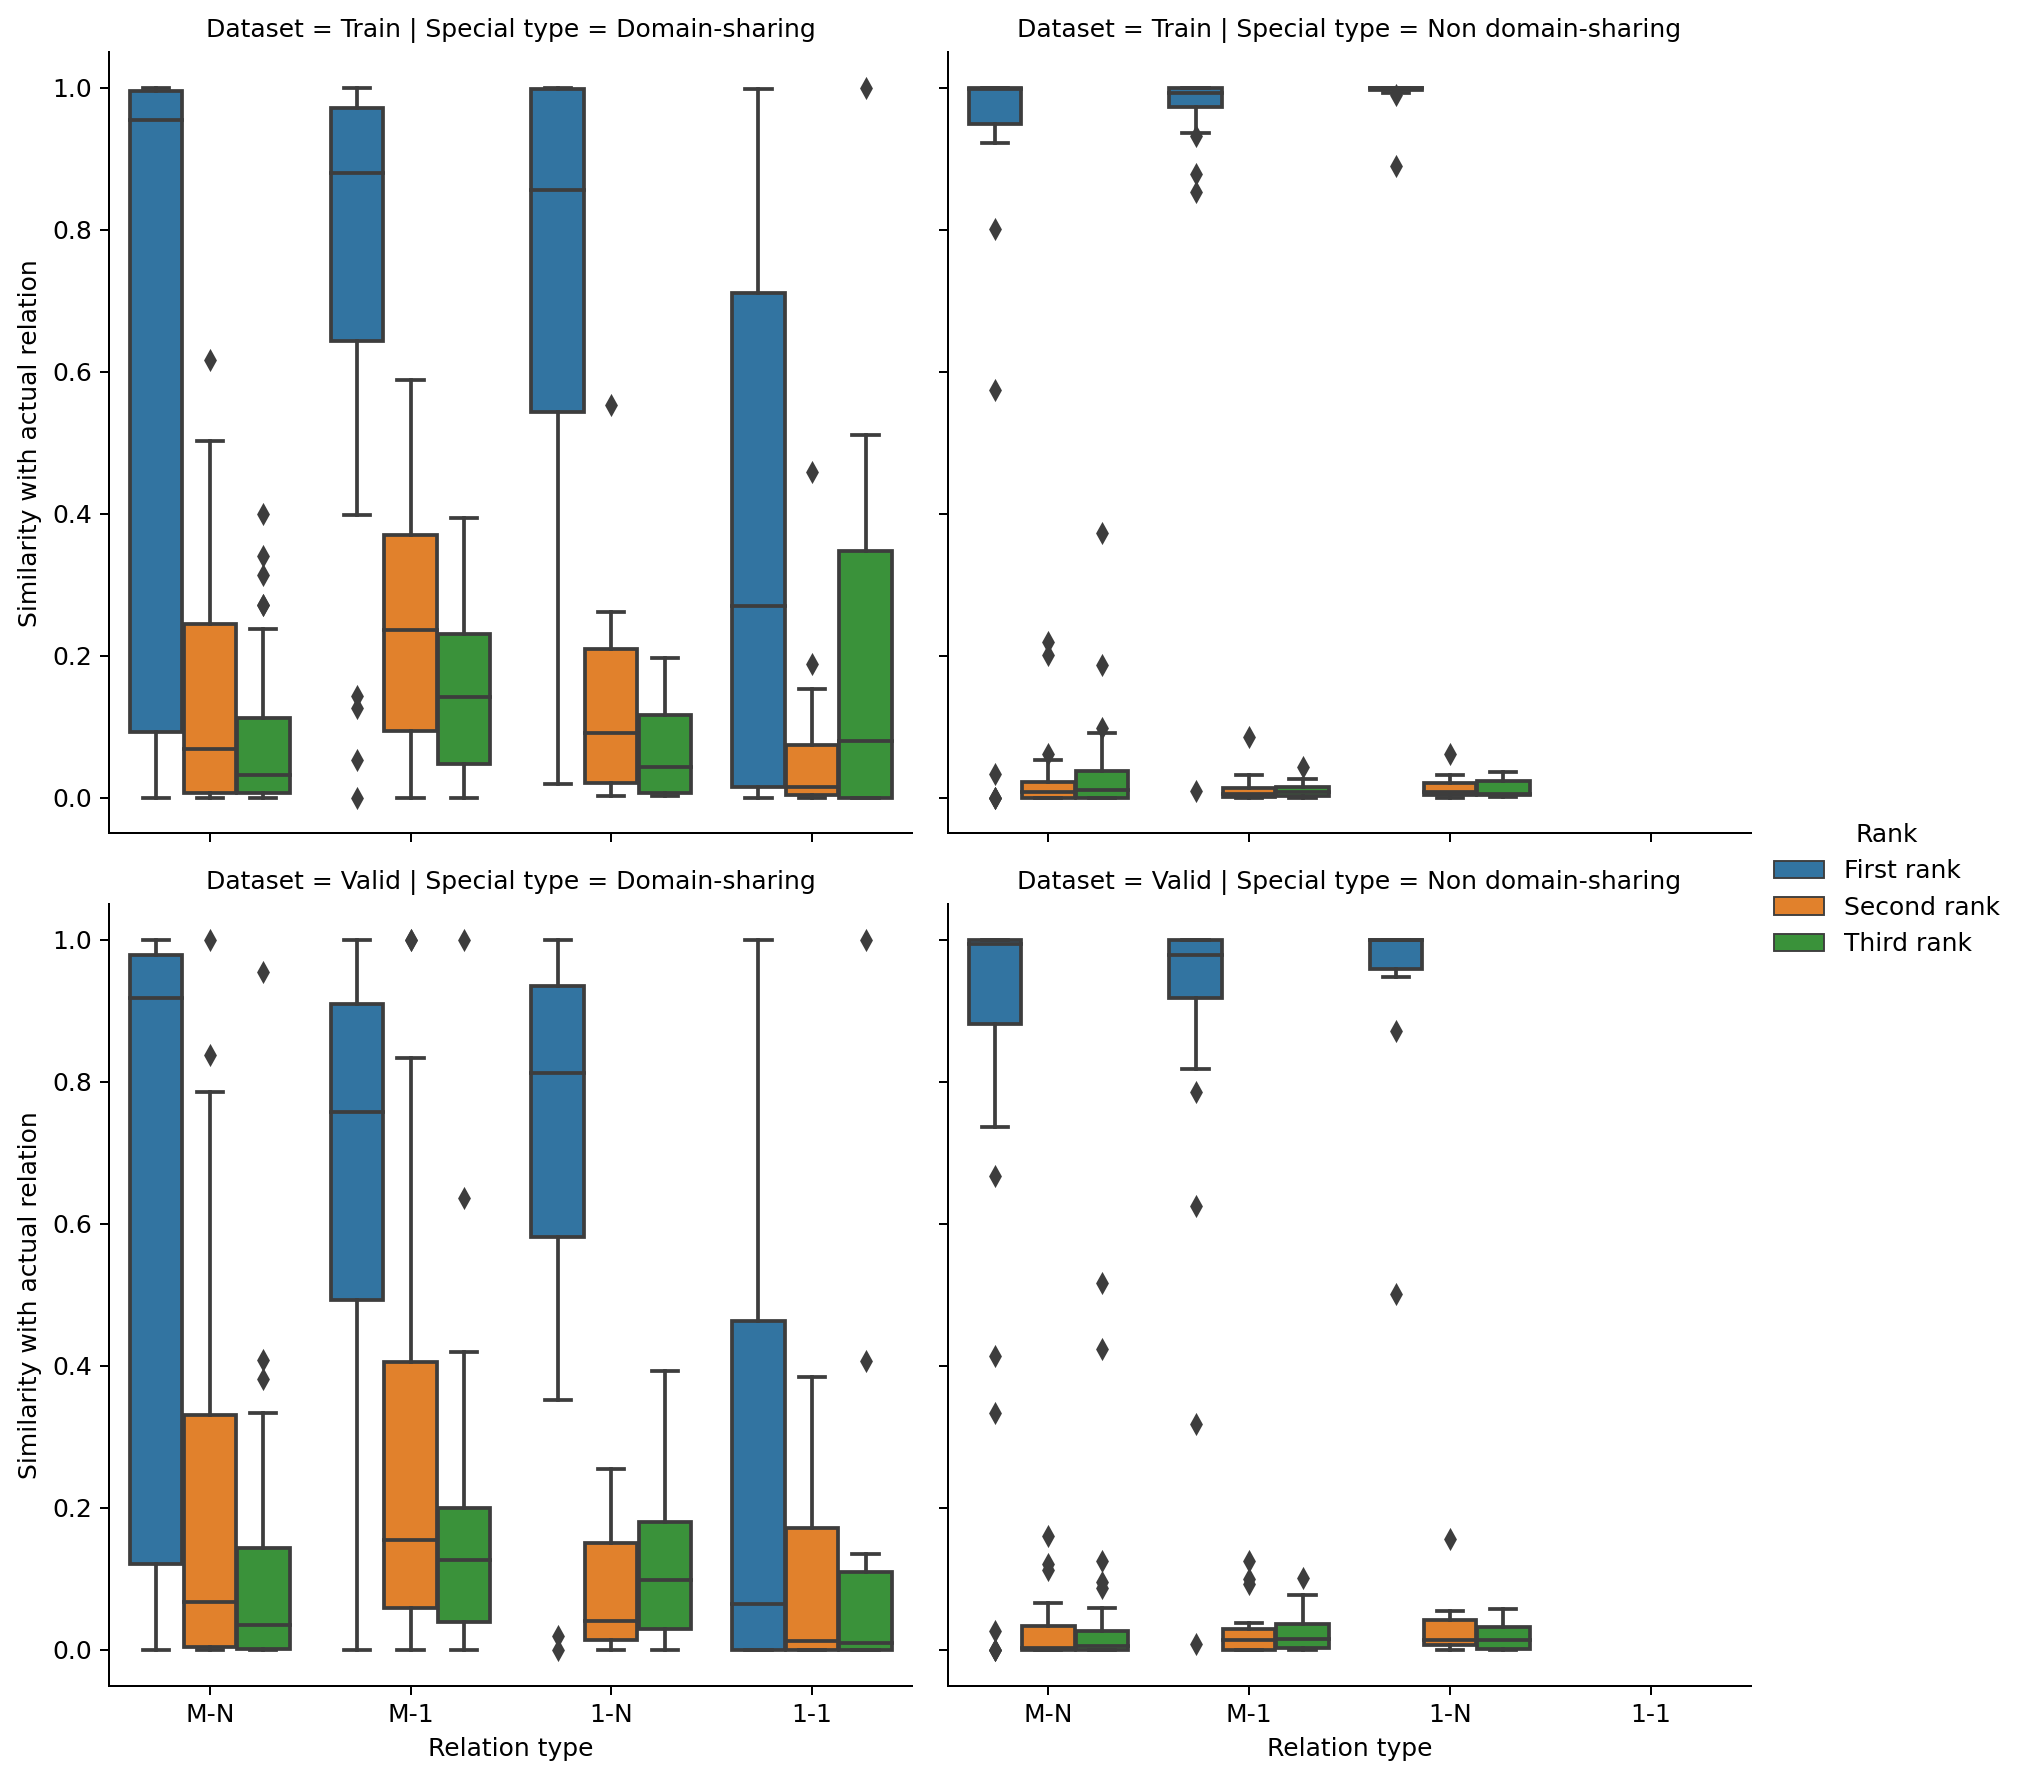 Dataset = Train | Special type = Domain-sharing
Dataset = Train | Special type = Non domain-sharing
Similarity with actual relation
1.0
0.8
0.6
0.4
0.2
0.0
Dataset = Valid | Special type = Domain-sharing
Dataset = Valid | Special type = Non domain-sharing
Similarity with actual relation
1.0
0.8
0.6
0.4
0.2
0.0
M-N
M-1
1-N
1-1
Relation type
M-N
M-1
1-N
1-1
Relation type
Rank
First rank
Second rank
Third rank